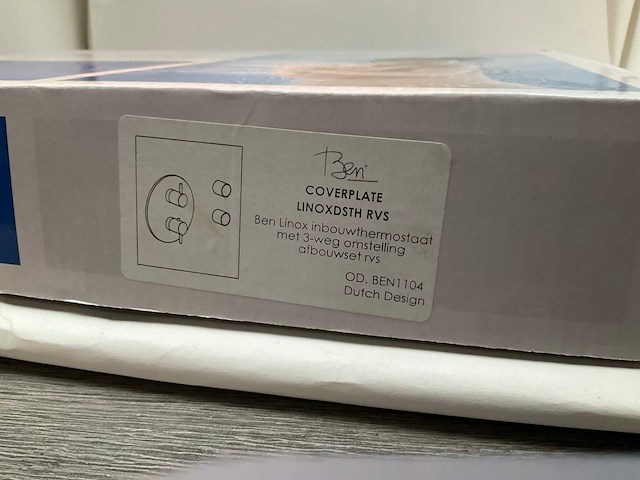 Ben
COVERPLATE
LINOXDSTH RVS
Ben Linox inbouwthermostaat
met 3-weg omstelling
afbouwset rvs
OD. BEN1104
Dutch Design